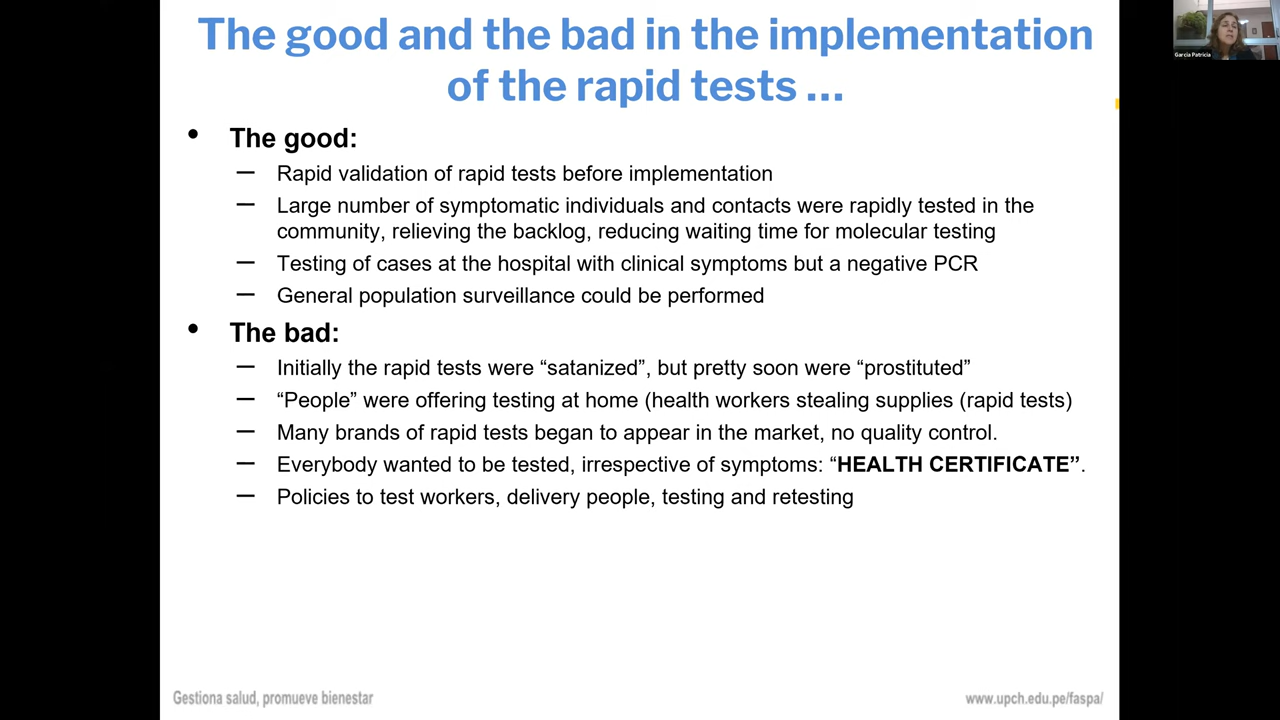 The good and the bad in the implementation
of the rapid tests ...
Garcia Patricia
• The good:
— Rapid validation of rapid tests before implementation
— Large number of symptomatic individuals and contacts were rapidly tested in the
community, relieving the backlog, reducing waiting time for molecular testing
— Testing of cases at the hospital with clinical symptoms but a negative PCR
— General population surveillance could be performed
• The bad:
— Initially the rapid tests were “satanized”, but pretty soon were “prostituted”
— “People” were offering testing at home (health workers stealing supplies (rapid tests)
— Many brands of rapid tests began to appear in the market, no quality control.
— Everybody wanted to be tested, irrespective of symptoms: “HEALTH CERTIFICATE”.
— Policies to test workers, delivery people, testing and retesting
Gestiona salud, promueve bienestar
www.upch.edu.pe/faspa/